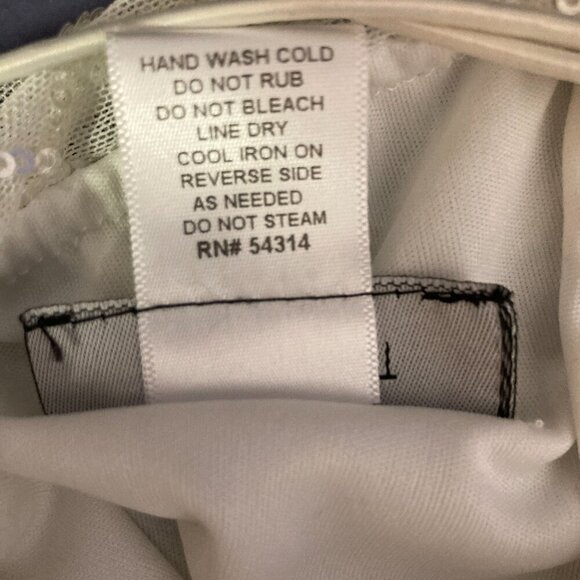 HAND WASH COLD
DO NOT RUB
DO NOT BLEACH
LINE DRY
COOL IRON ON
REVERSE SIDE
AS NEEDED
DO NOT STEAM
RN# 54314